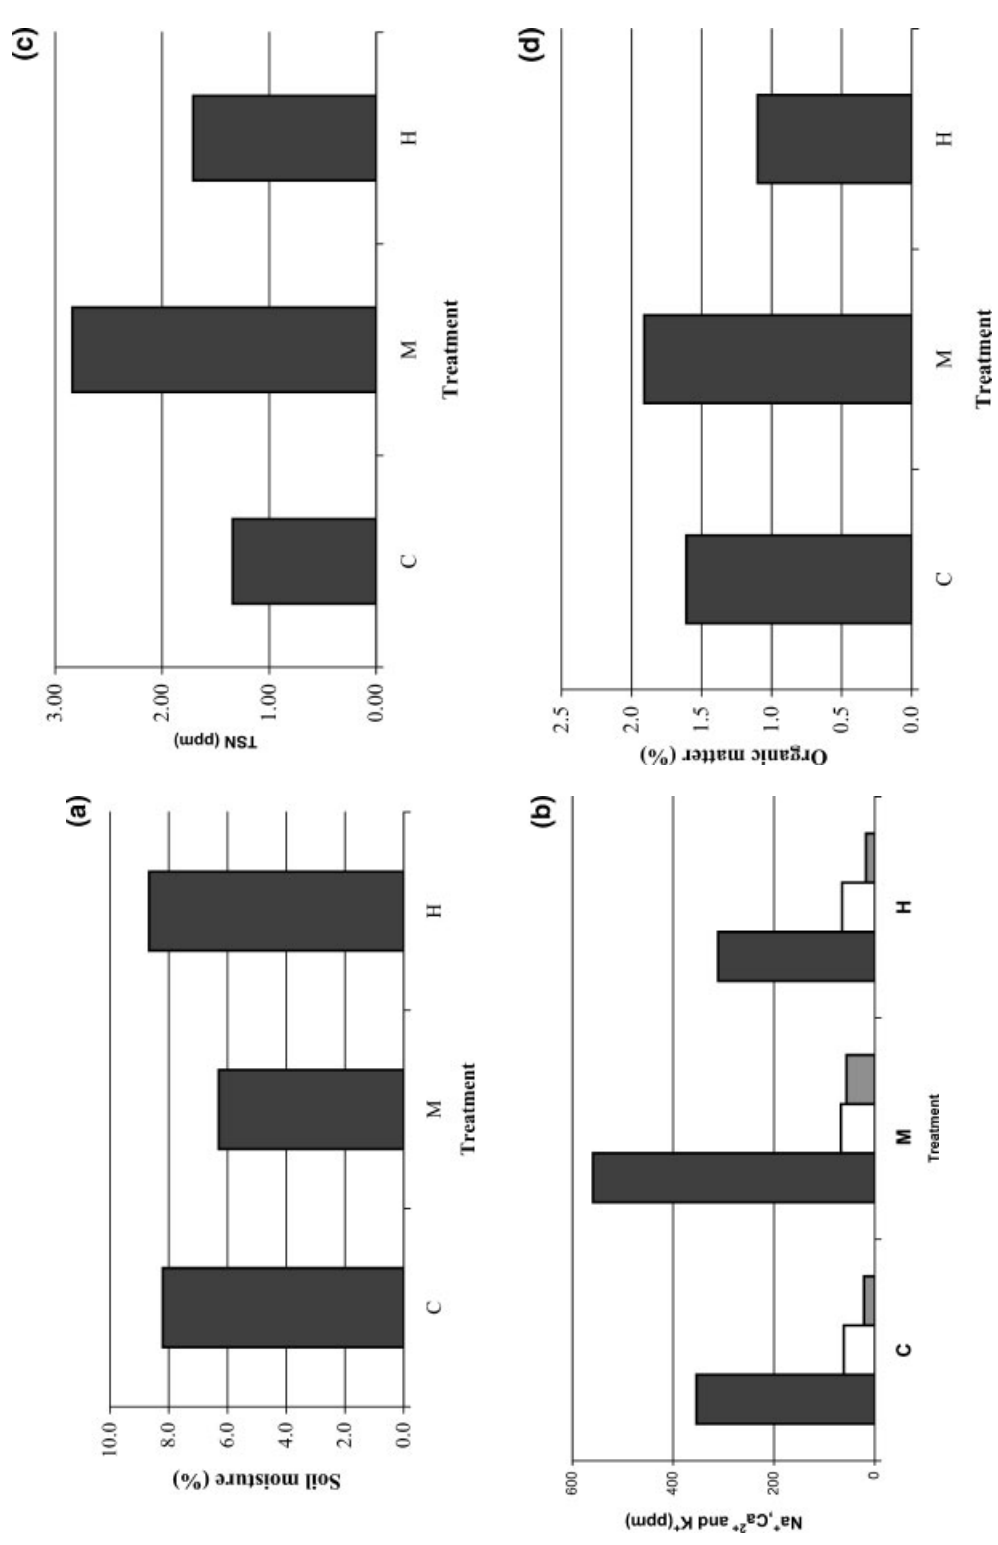 (a)
10.0
8.0
6.0
4.0
2.0
0.0
Soil moisture (%)
C
M
H
Treatment
(c)
3.00
2.00
1.00
0.00
TSN (ppm)
C
M
H
Treatment
(b)
600
400
200
0
Na⁺,Ca²⁺ and K⁺(ppm)
C
M
H
Treatment
(d)
2.5
2.0
1.5
1.0
0.5
0.0
Organic matter (%)
C
M
H
Treatment